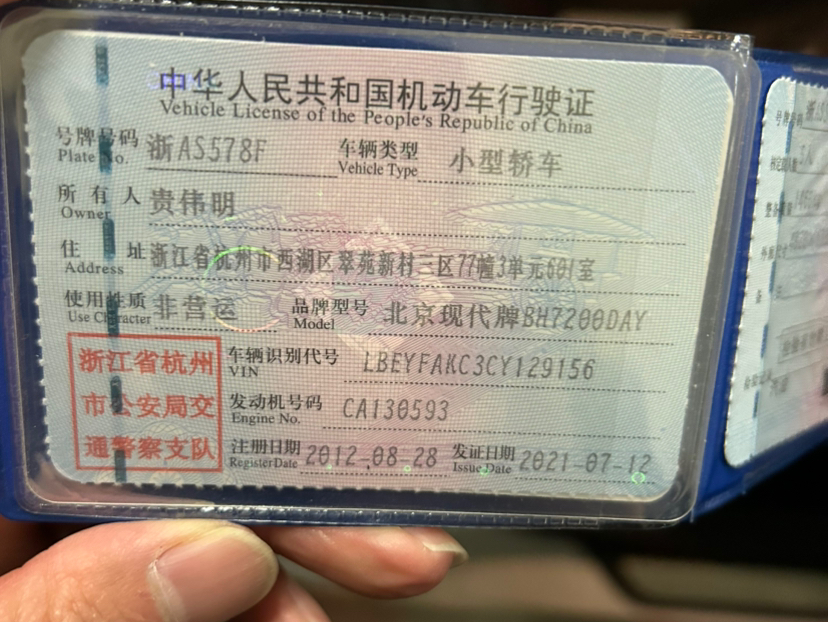 中华人民共和国机动车行驶证
Vehicle License of the People's Republic of China
号牌号码 浙AS578F 车辆类型 小型轿车
Plate No. Vehicle Type
所有人 贵伟明
Owner
住址 浙江省杭州市西湖区翠苑新村三区77幢3单元601室
Address
使用性质 非营运 品牌型号 北京现代牌BH7200DAY
Use Character Model
浙江省杭州
市公安局交
通警察支队
车辆识别代号 LBEYFAKC3CY129156
VIN
发动机号码 CA130593
Engine No.
注册日期 2012-08-28 发证日期 2021-07-12
Register Date Issue Date
号牌号码